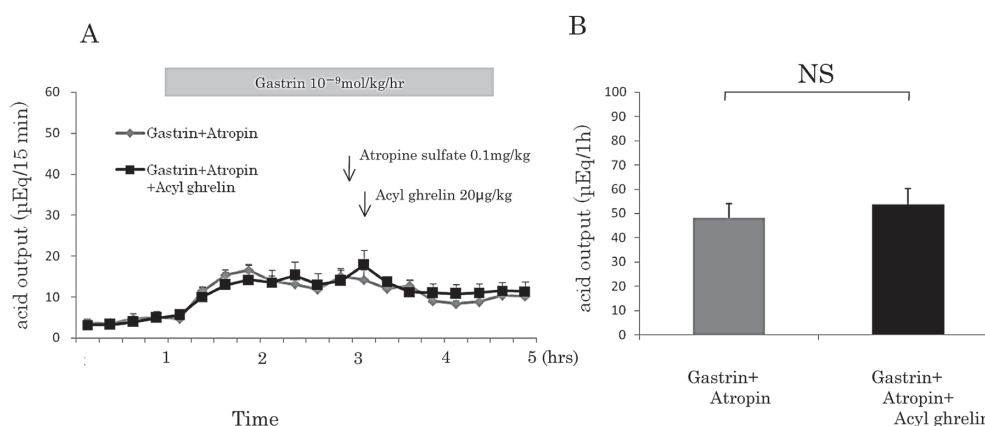 A
Gastrin 10⁻⁹mol/kg/hr
acid output (µEq/15 min)
60
50
40
30
20
10
0
Gastrin+Atropin
Gastrin+Atropin
+Acyl ghrelin
Atropine sulfate 0.1mg/kg
Acyl ghrelin 20µg/kg
1 2 3 4 5 (hrs)
Time
B
NS
acid output (µEq/1h)
100
90
80
70
60
50
40
30
20
10
0
Gastrin+
Atropin
Gastrin+
Atropin+
Acyl ghrelin